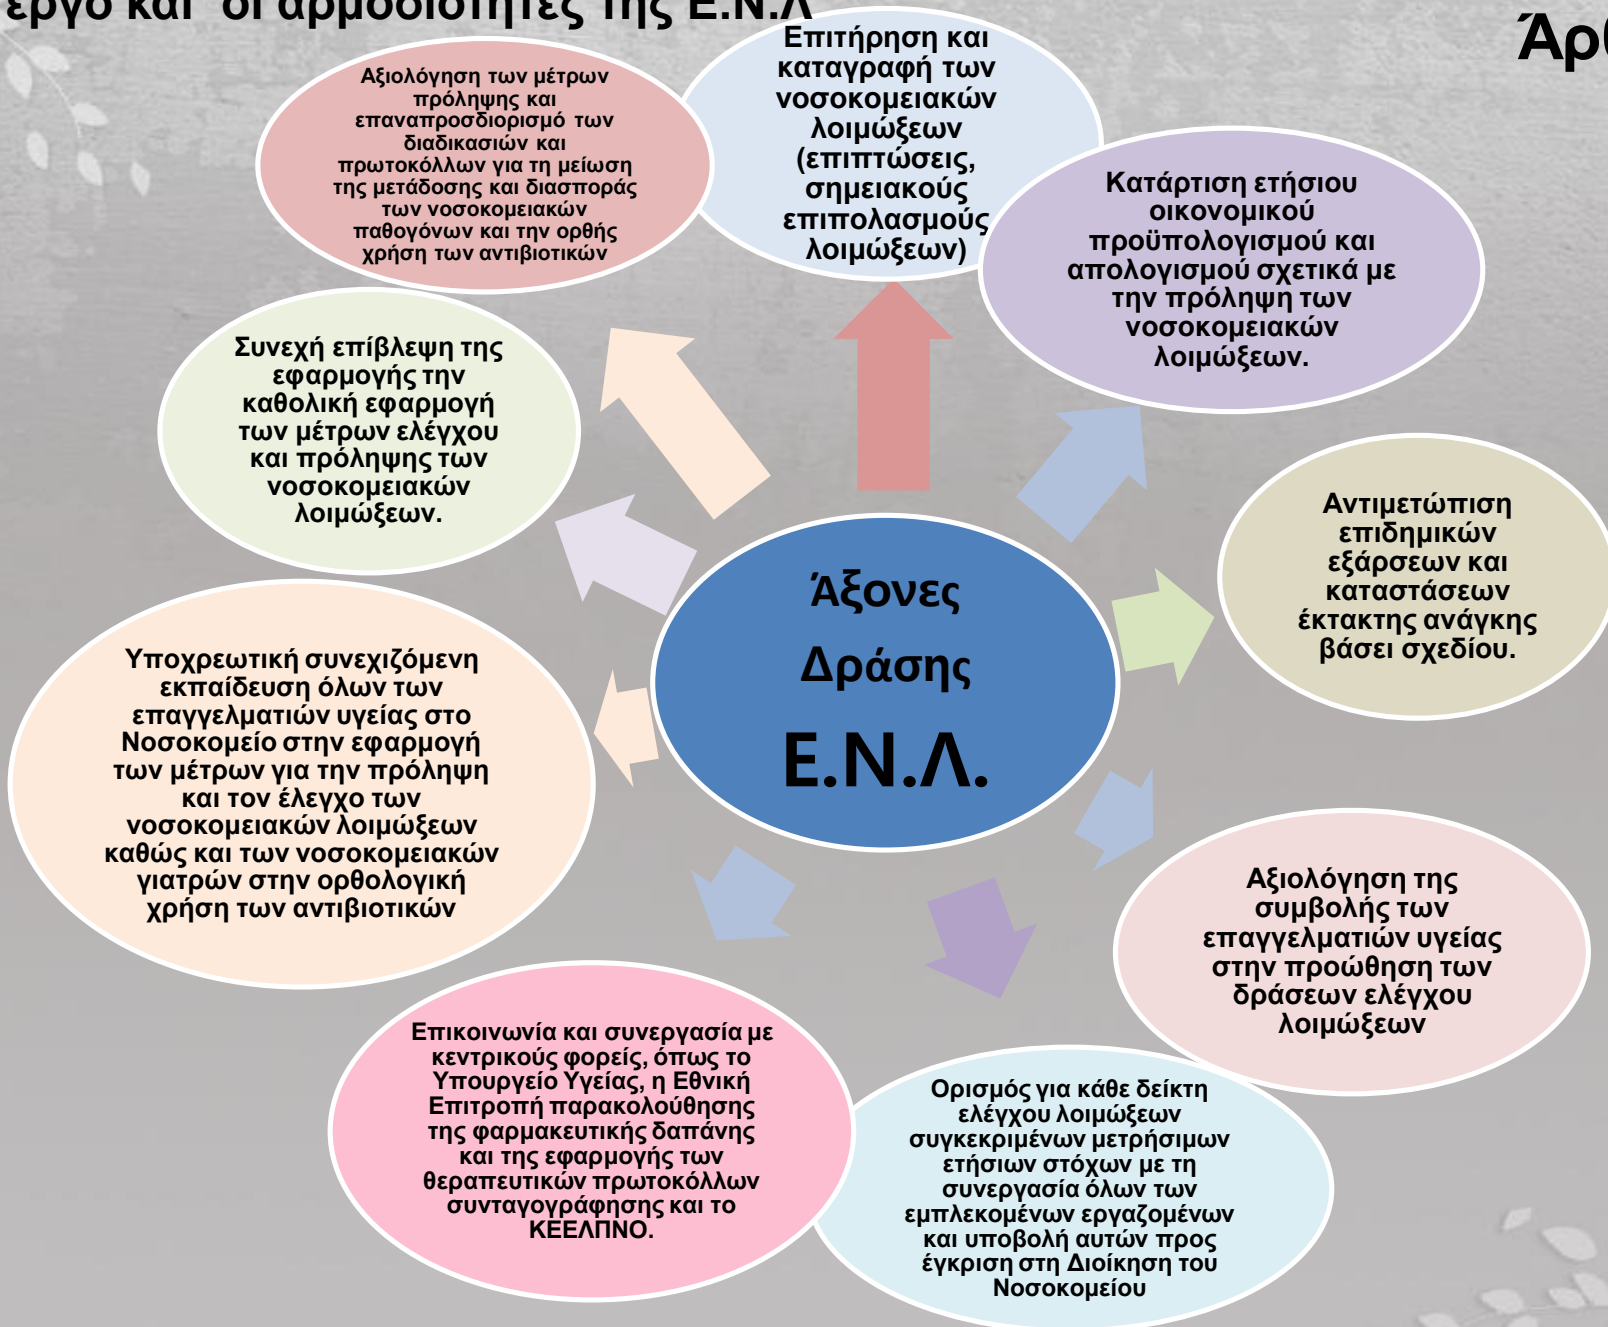 έργο και οι αρμοδιότητες της Ε.Ν.Λ
Επιτήρηση και
καταγραφή των
νοσοκομειακών
λοιμώξεων
(επιπτώσεις,
σημειακούς
επιπολασμούς
λοιμώξεων)
Κατάρτιση ετήσιου
οικονομικού
προϋπολογισμού και
απολογισμού σχετικά με
την πρόληψη των
νοσοκομειακών
λοιμώξεων.
Αντιμετώπιση
επιδημικών
εξάρσεων και
καταστάσεων
έκτακτης ανάγκης
βάσει σχεδίου.
Αξιολόγηση της
συμβολής των
επαγγελματιών υγείας
στην προώθηση των
δράσεων ελέγχου
λοιμώξεων
Ορισμός για κάθε δείκτη
ελέγχου λοιμώξεων
συγκεκριμένων μετρήσιμων
ετήσιων στόχων με τη
συνεργασία όλων των
εμπλεκομένων εργαζομένων
και υποβολή αυτών προς
έγκριση στη Διοίκηση του
Νοσοκομείου
Επικοινωνία και συνεργασία με
κεντρικούς φορείς, όπως το
Υπουργείο Υγείας, η Εθνική
Επιτροπή παρακολούθησης
της φαρμακευτικής δαπάνης
και της εφαρμογής των
θεραπευτικών πρωτοκόλλων
συνταγογράφησης και το
ΚΕΕΛΠΝΟ.
Υποχρεωτική συνεχιζόμενη
εκπαίδευση όλων των
επαγγελματιών υγείας στο
Νοσοκομείο στην εφαρμογή
των μέτρων για την πρόληψη
και τον έλεγχο των
νοσοκομειακών λοιμώξεων
καθώς και των νοσοκομειακών
γιατρών στην ορθολογική
χρήση των αντιβιοτικών
Συνεχή επίβλεψη της
εφαρμογής την
καθολική εφαρμογή
των μέτρων ελέγχου
και πρόληψης των
νοσοκομειακών
λοιμώξεων.
Αξιολόγηση των μέτρων
πρόληψης και
επαναπροσδιορισμό των
διαδικασιών και
πρωτοκόλλων για τη μείωση
της μετάδοσης και διασποράς
των νοσοκομειακών
παθογόνων και την ορθής
χρήση των αντιβιοτικών
Άξονες
Δράσης
Ε.Ν.Λ.